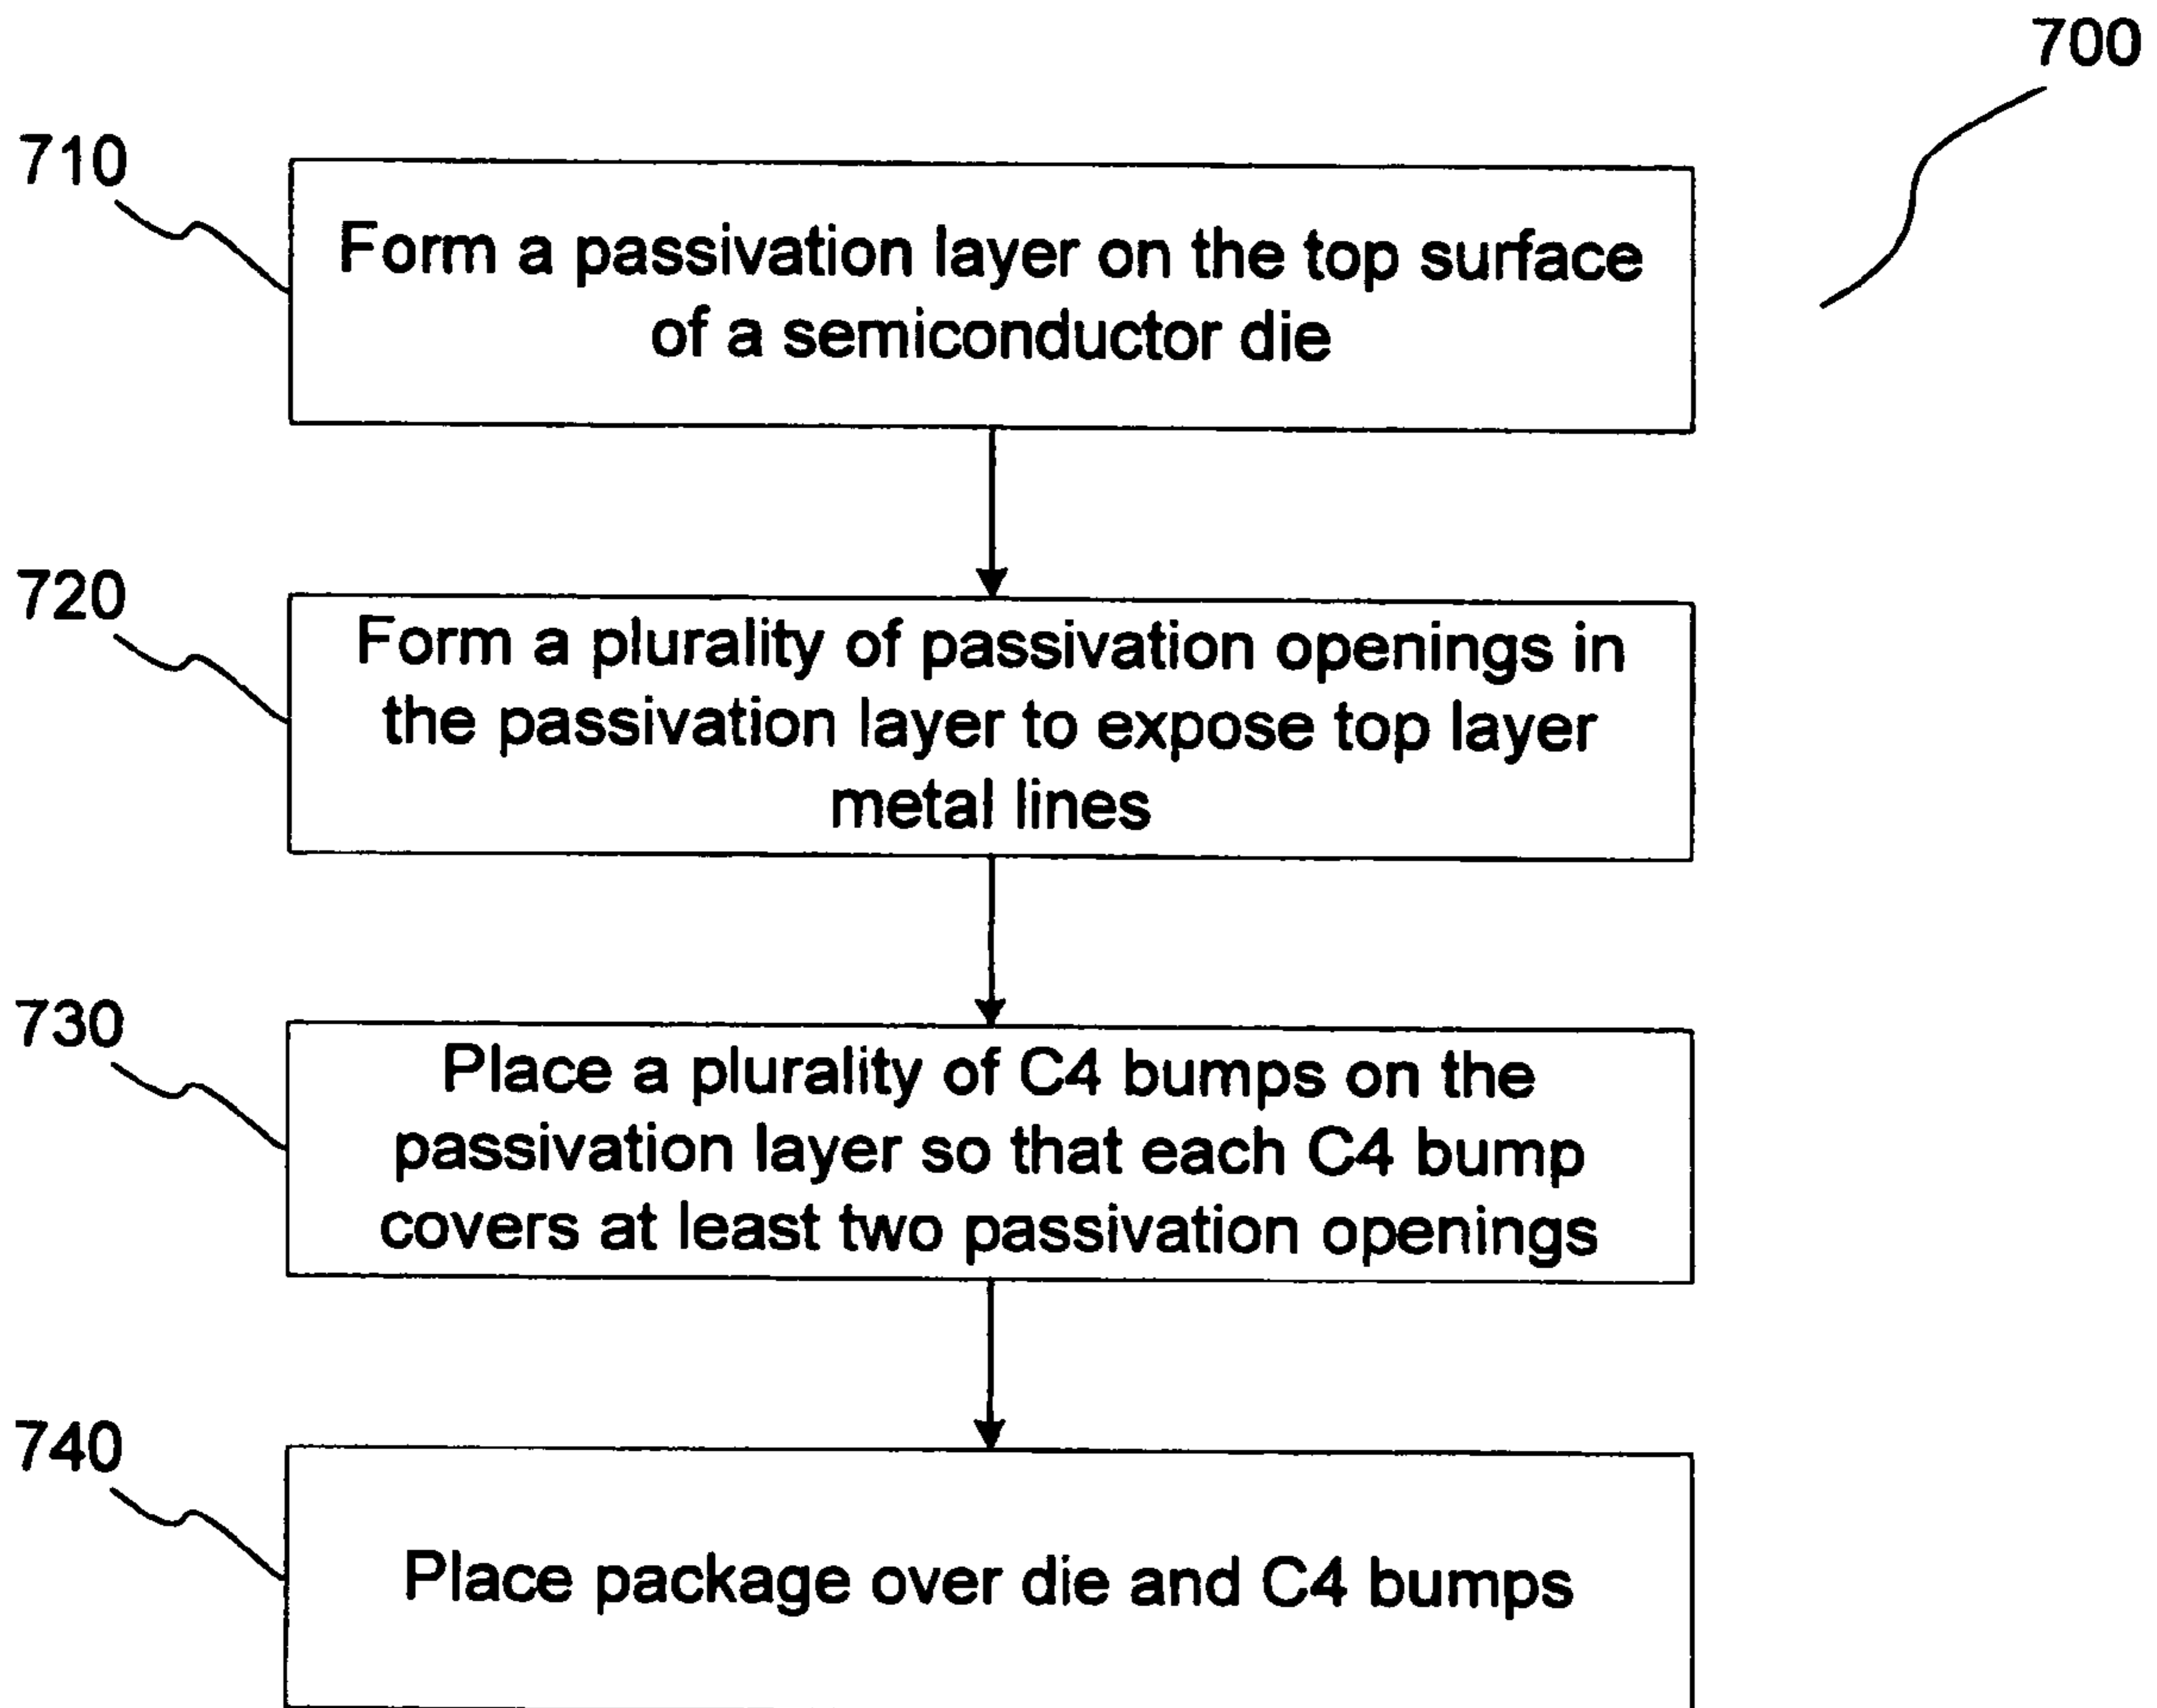 700
710
Form a passivation layer on the top surface
of a semiconductor die
720
Form a plurality of passivation openings in
the passivation layer to expose top layer
metal lines
730
Place a plurality of C4 bumps on the
passivation layer so that each C4 bump
covers at least two passivation openings
740
Place package over die and C4 bumps